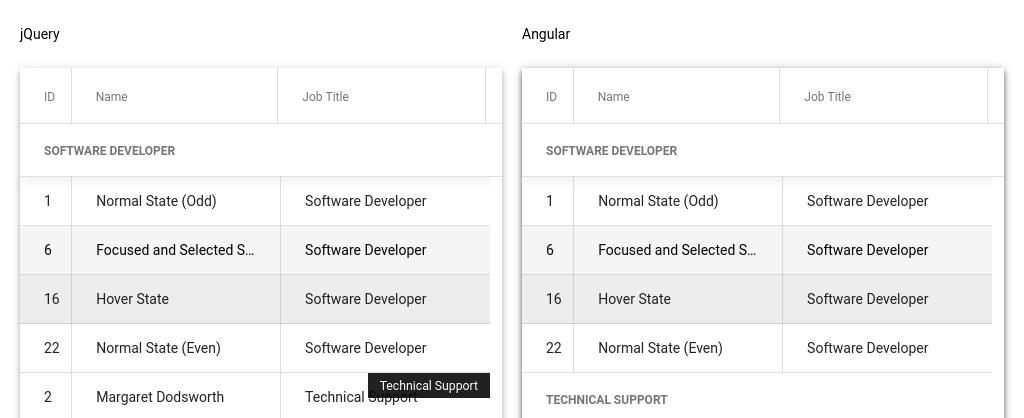 jQuery
ID Name Job Title
SOFTWARE DEVELOPER
1 Normal State (Odd) Software Developer
6 Focused and Selected S... Software Developer
16 Hover State Software Developer
22 Normal State (Even) Software Developer
Technical Support
2 Margaret Dodsworth Technical Support
Angular
ID Name Job Title
SOFTWARE DEVELOPER
1 Normal State (Odd) Software Developer
6 Focused and Selected S... Software Developer
16 Hover State Software Developer
22 Normal State (Even) Software Developer
TECHNICAL SUPPORT